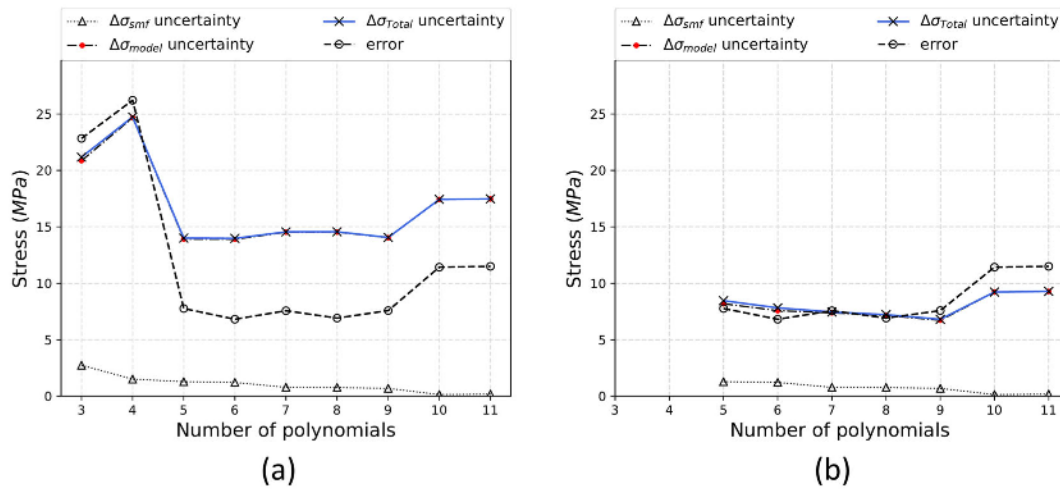 Δσsmf uncertainty
ΔσTotal uncertainty
Δσmodel uncertainty
error
Stress (MPa)
25
20
15
10
5
0
3 4 5 6 7 8 9 10 11
Number of polynomials
(a)
Δσsmf uncertainty
ΔσTotal uncertainty
Δσmodel uncertainty
error
Stress (MPa)
25
20
15
10
5
0
3 4 5 6 7 8 9 10 11
Number of polynomials
(b)